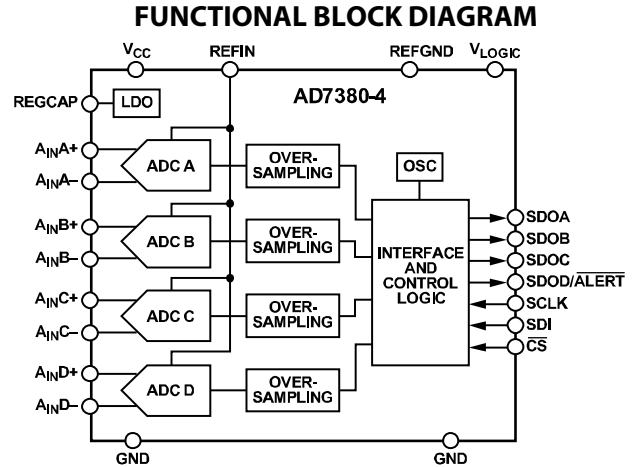 FUNCTIONAL BLOCK DIAGRAM
VCC REFIN REFGND VLOGIC
AD7380-4
REGCAP LDO
AINA+
AINA–
ADC A
OVER-
SAMPLING
OSC
AINB+
AINB–
ADC B
OVER-
SAMPLING
AINC+
AINC–
ADC C
OVER-
SAMPLING
AIND+
AIND–
ADC D
OVER-
SAMPLING
INTERFACE
AND
CONTROL
LOGIC
SDOA
SDOB
SDOC
SDOD/ALERT
SCLK
SDI
CS
GND GND